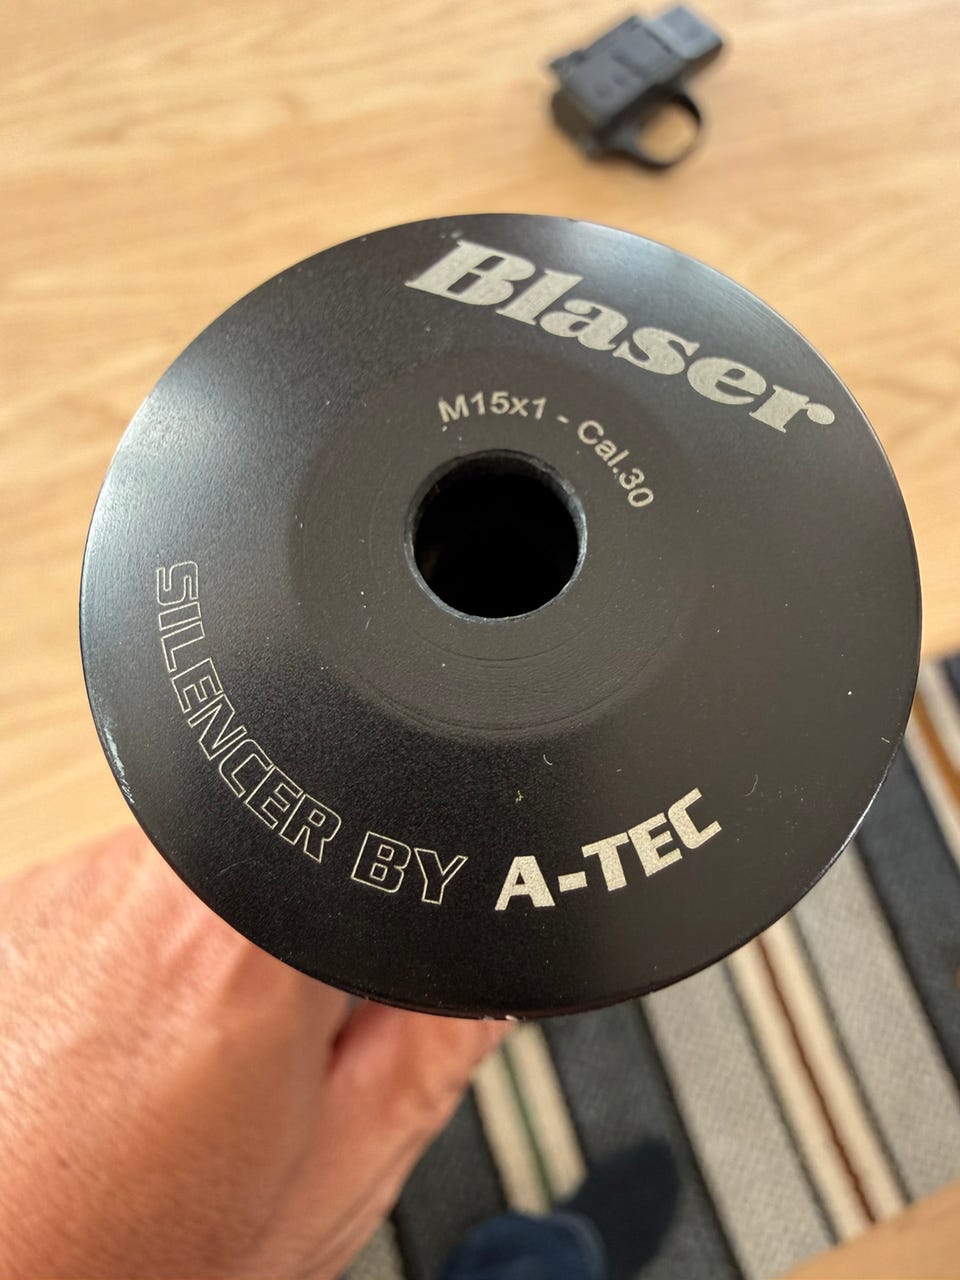 Blaser
M15x1 - Cal.30
SILENCER BY A-TEC